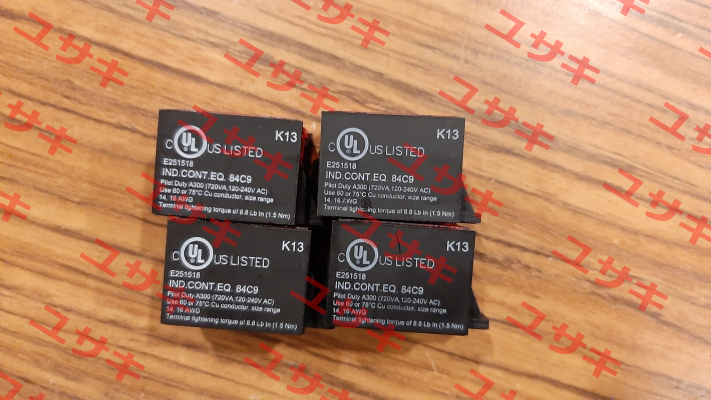 K13
C UL US LISTED
E251518
IND.CONT.EQ. 84C9
Pilot Duty A300 (720VA,120-240V AC)
Use 60 or 75°C Cu conductor, size range
14, 16 AWG
Terminal tightening torque of 8.8 Lb in (1.5 Nm)
K13
C UL US LISTED
E251518
IND.CONT.EQ. 84C9
Pilot Duty A300 (720VA,120-240V AC)
Use 60 or 75°C Cu conductor, size range
14, 16 AWG
Terminal tightening torque of 8.8 Lb in (1.5 Nm)
K13
C UL US LISTED
E251518
IND.CONT.EQ. 84C9
Pilot Duty A300 (720VA,120-240V AC)
Use 60 or 75°C Cu conductor, size range
14, 16 AWG
Terminal tightening torque of 8.8 Lb in (1.5 Nm)
K13
C UL US LISTED
E251518
IND.CONT.EQ. 84C9
Pilot Duty A300 (720VA,120-240V AC)
Use 60 or 75°C Cu conductor, size range
14, 16 AWG
Terminal tightening torque of 8.8 Lb in (1.5 Nm)
ユサキ